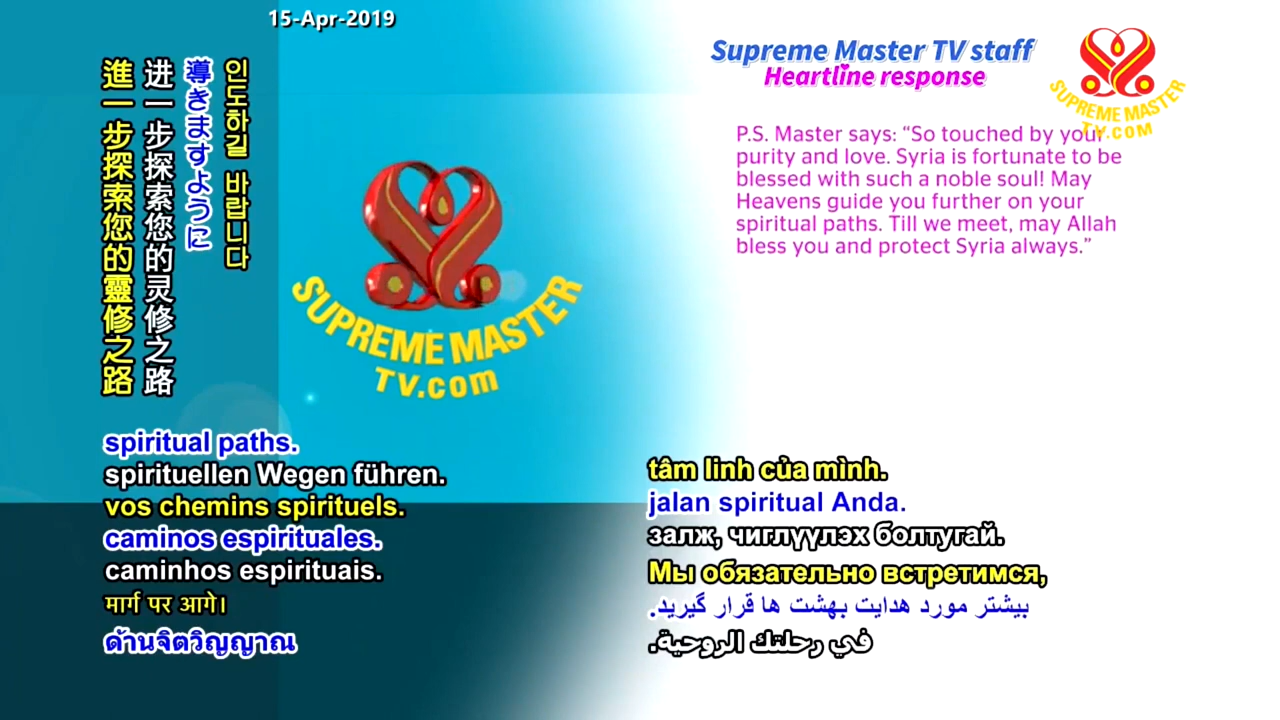 15-Apr-2019
Supreme Master TV staff
Heartline response
SUPREME MASTER
TV.COM
P.S. Master says: “So touched by your
purity and love. Syria is fortunate to be
blessed with such a noble soul! May
Heavens guide you further on your
spiritual paths. Till we meet, may Allah
bless you and protect Syria always.”
인도하길 바랍니다
導きますように
进一步探索您的灵修之路
進一步探索您的靈修之路
SUPREME MASTER
TV.com
spiritual paths.
spirituellen Wegen führen.
vos chemins spirituels.
caminos espirituales.
caminhos espirituais.
मार्ग पर आगे।
ด้านจิตวิญญาณ
tâm linh của mình.
jalan spiritual Anda.
залж, чиглүүлэх болтугай.
Мы обязательно встретимся,
بیشتر مورد هدایت بهشت ها قرار گیرید.
في رحلتك الروحية.